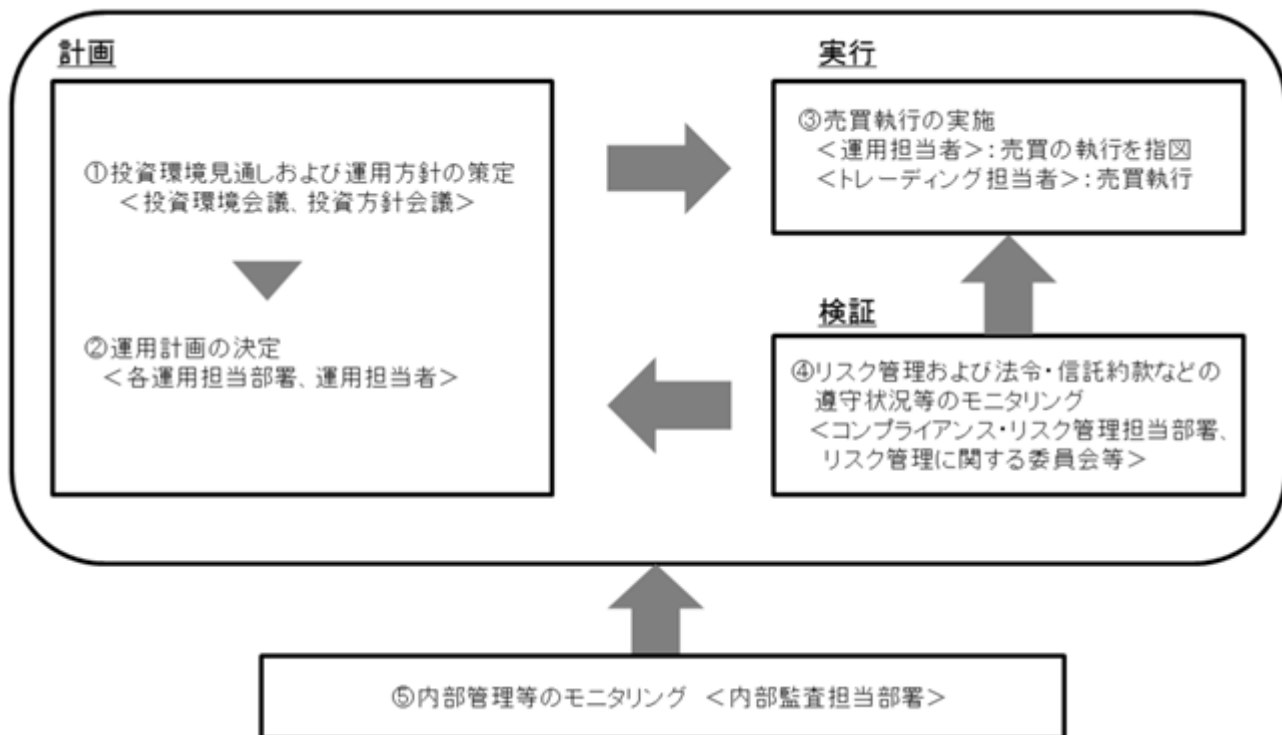 計画
①投資環境見通しおよび運用方針の策定
＜投資環境会議、投資方針会議＞
②運用計画の決定
＜各運用担当部署、運用担当者＞
実行
③売買執行の実施
＜運用担当者＞：売買の執行を指図
＜トレーディング担当者＞：売買執行
検証
④リスク管理および法令・信託約款などの
遵守状況等のモニタリング
＜コンプライアンス・リスク管理担当部署、
リスク管理に関する委員会等＞
⑤内部管理等のモニタリング ＜内部監査担当部署＞